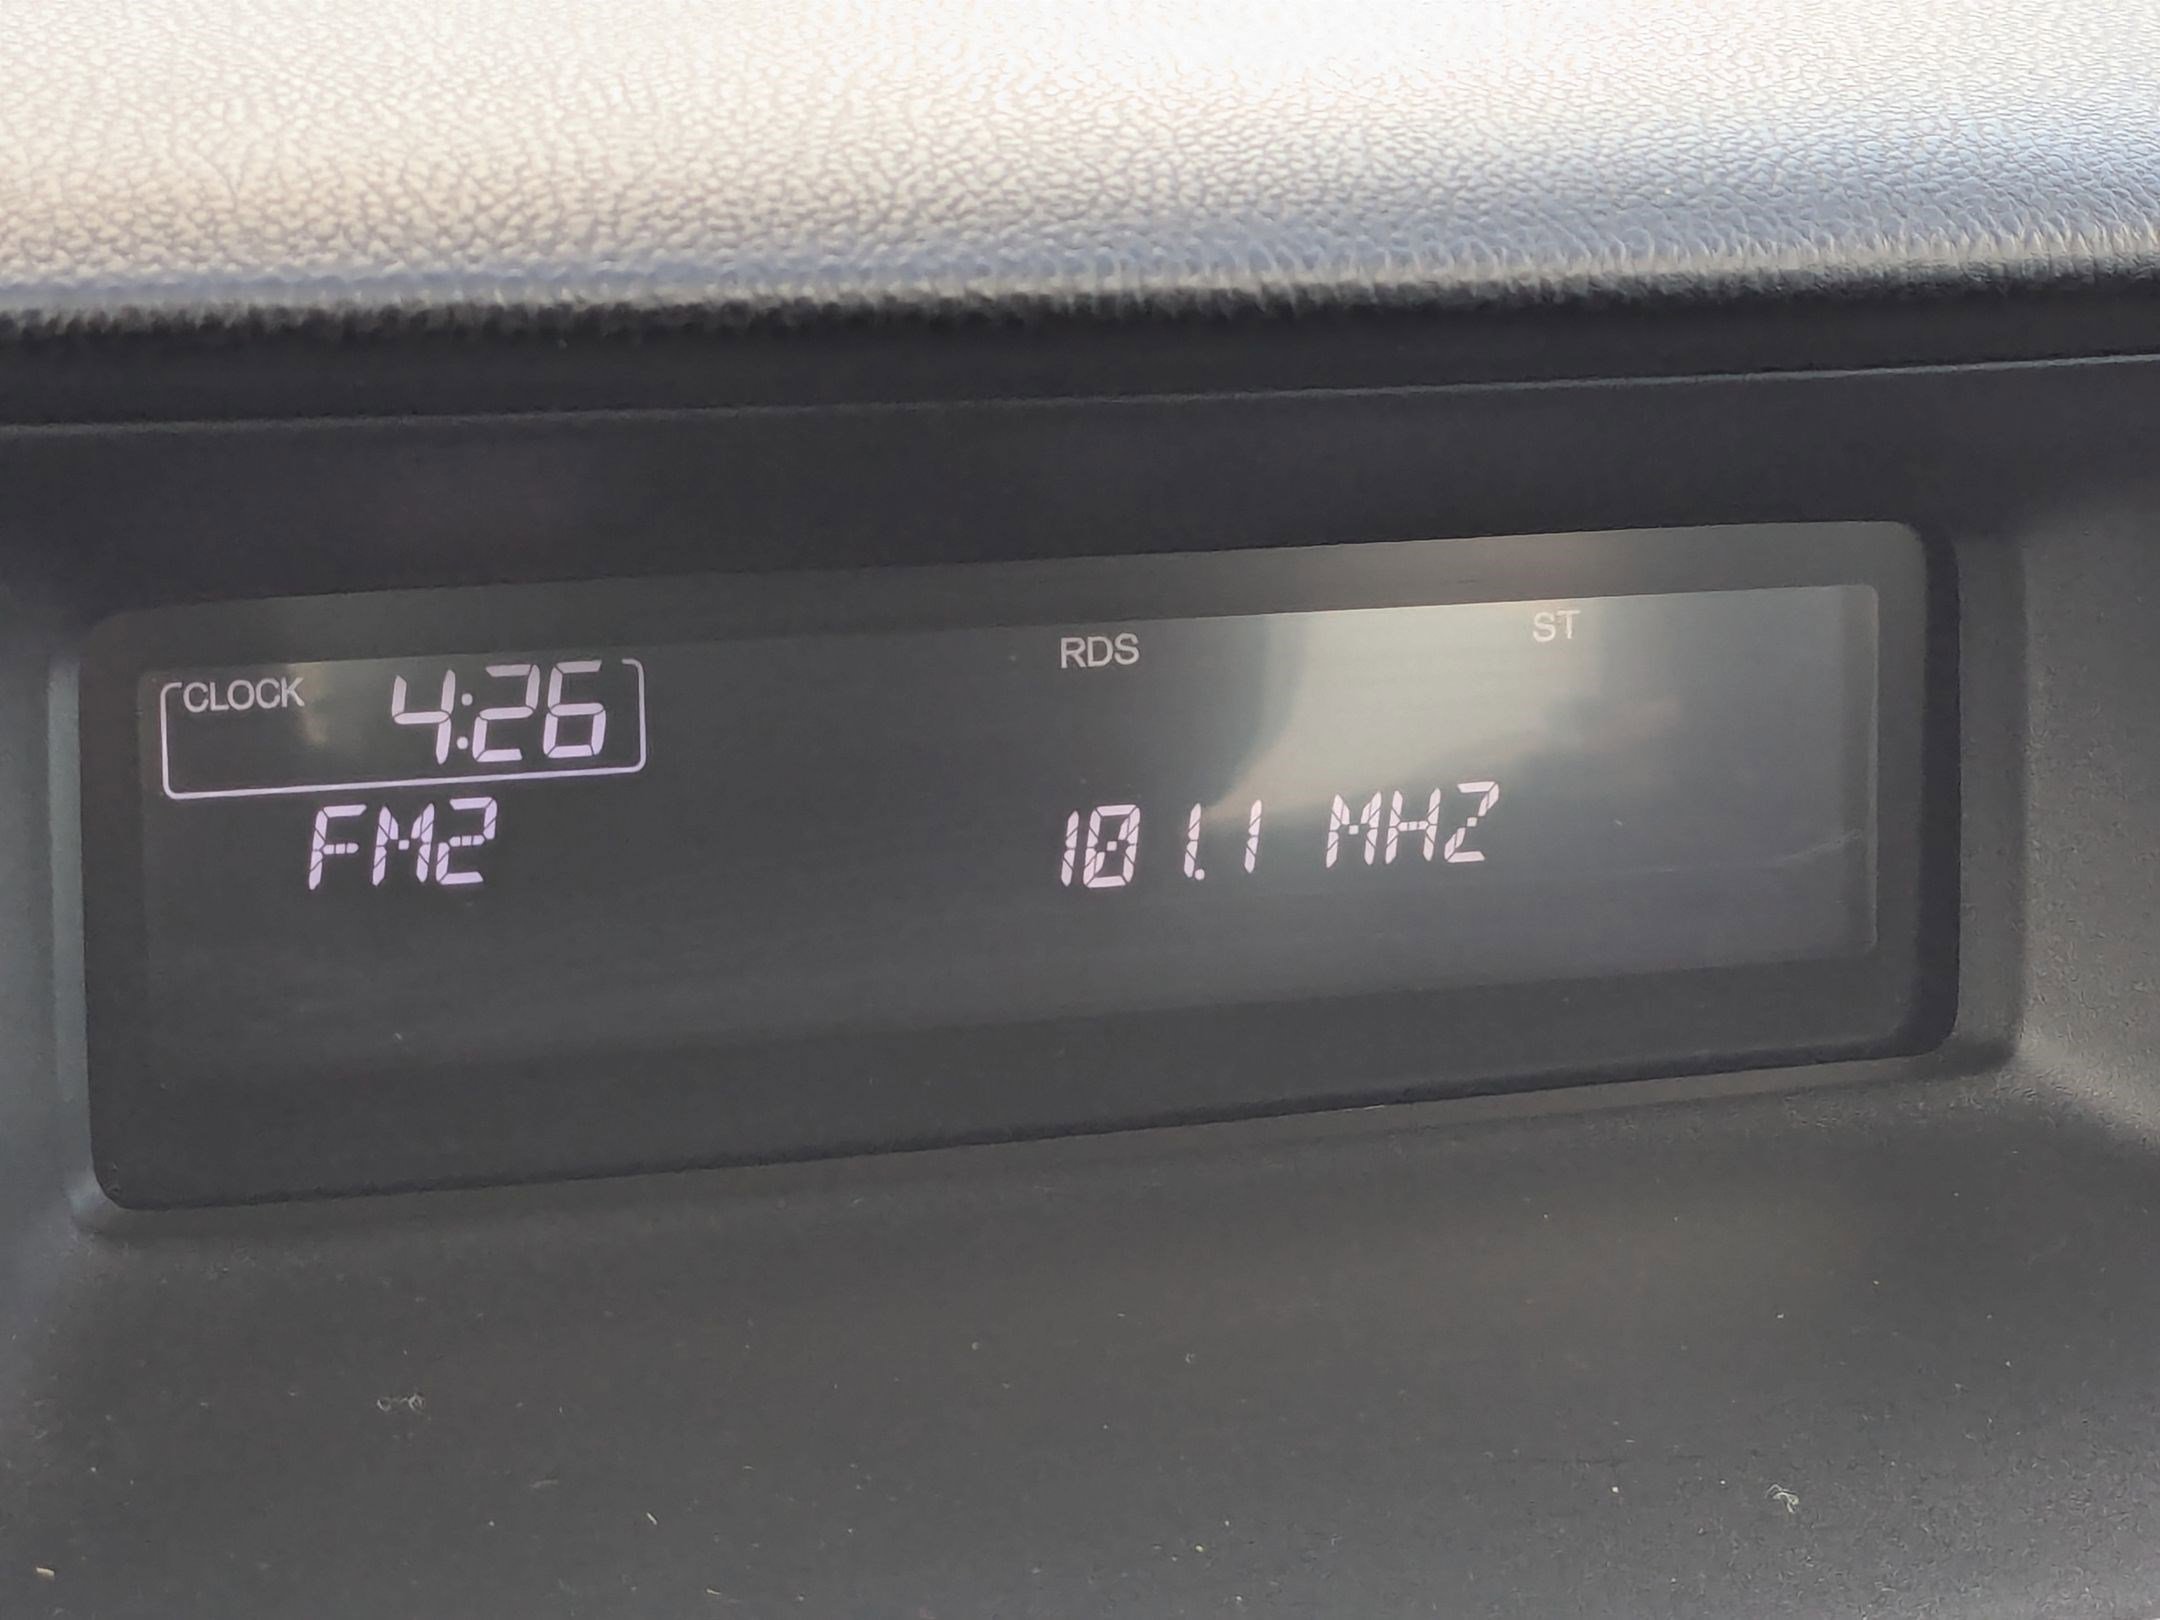 RDS ST
CLOCK 4:26
FM2 101.1 MHZ